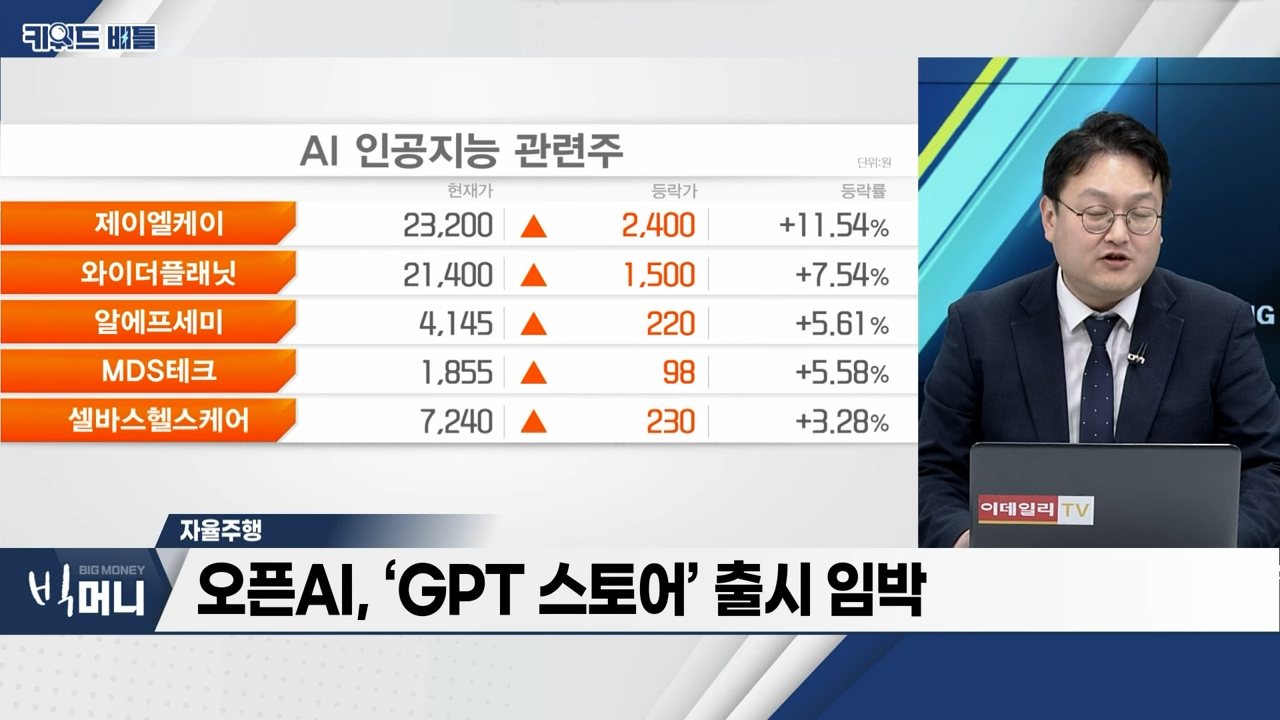 키워드 배틀
AI 인공지능 관련주
단위:원
현재가 등락가 등락률
제이엘케이 23,200 ▲ 2,400 +11.54%
와이더플래닛 21,400 ▲ 1,500 +7.54%
알에프세미 4,145 ▲ 220 +5.61%
MDS테크 1,855 ▲ 98 +5.58%
셀바스헬스케어 7,240 ▲ 230 +3.28%
NG
이데일리 TV
자율주행
BIG MONEY
빅머니
오픈AI, ‘GPT 스토어’ 출시 임박